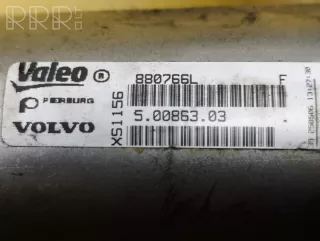 RRR
Valeo ®
880766L F
PIERBURG
VOLVO
XS1156
5.00863.03